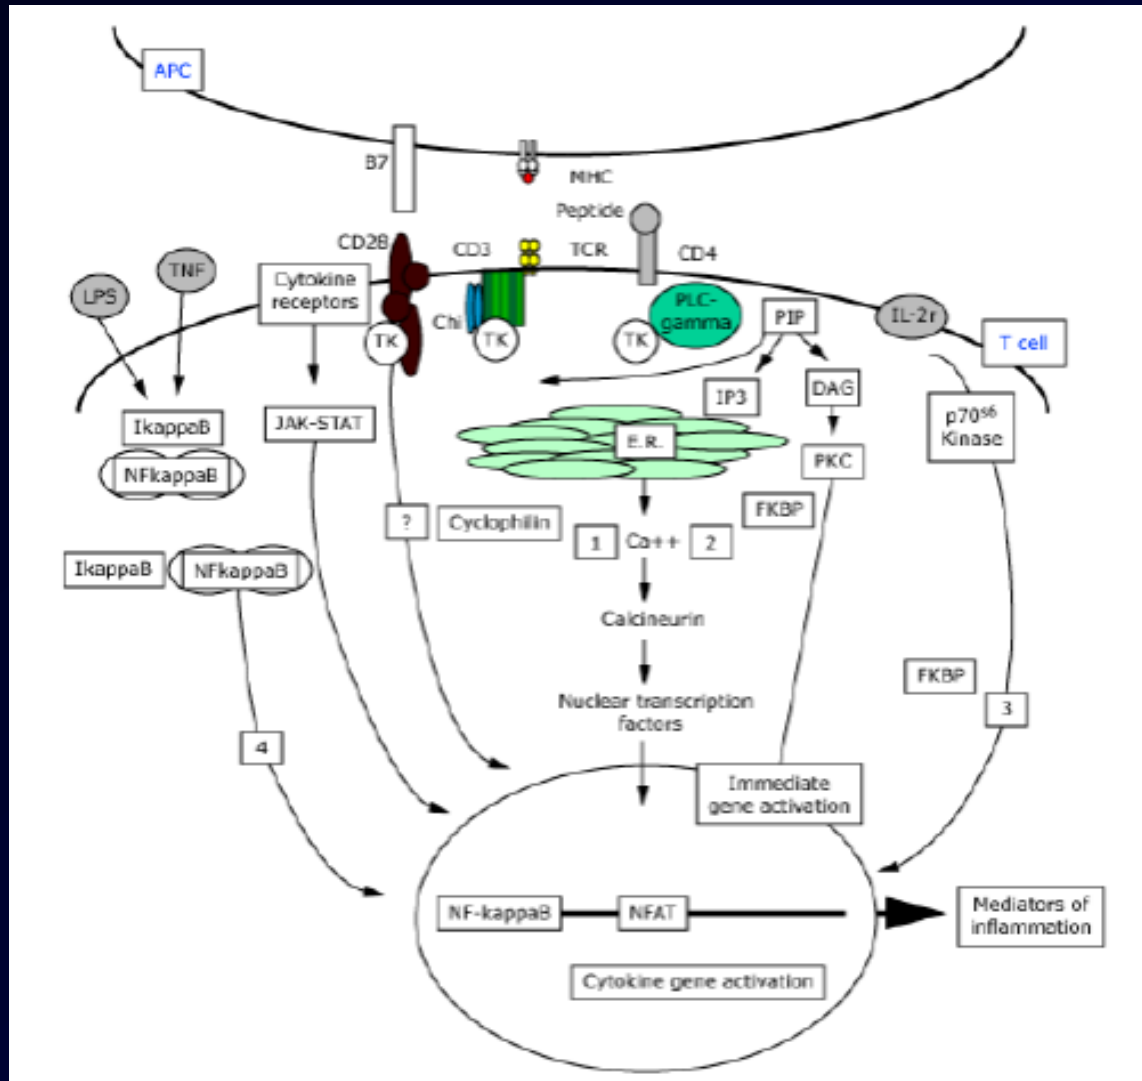 APC
B7
MHC
Peptide
CD28
CD3
TCR
CD4
TNF
LPS
Cytokine
receptors
Chi
TK
TK
TK
PLC-
gamma
PIP
IL-2r
T cell
IP3
DAG
p70s6
Kinase
IkappaB
JAK-STAT
E.R.
PKC
NFkappaB
?
Cyclophilin
FKBP
1
Ca++
2
IkappaB
NFkappaB
Calcineurin
FKBP
3
Nuclear transcription
factors
4
Immediate
gene activation
NF-kappaB
NFAT
Mediators of
inflammation
Cytokine gene activation